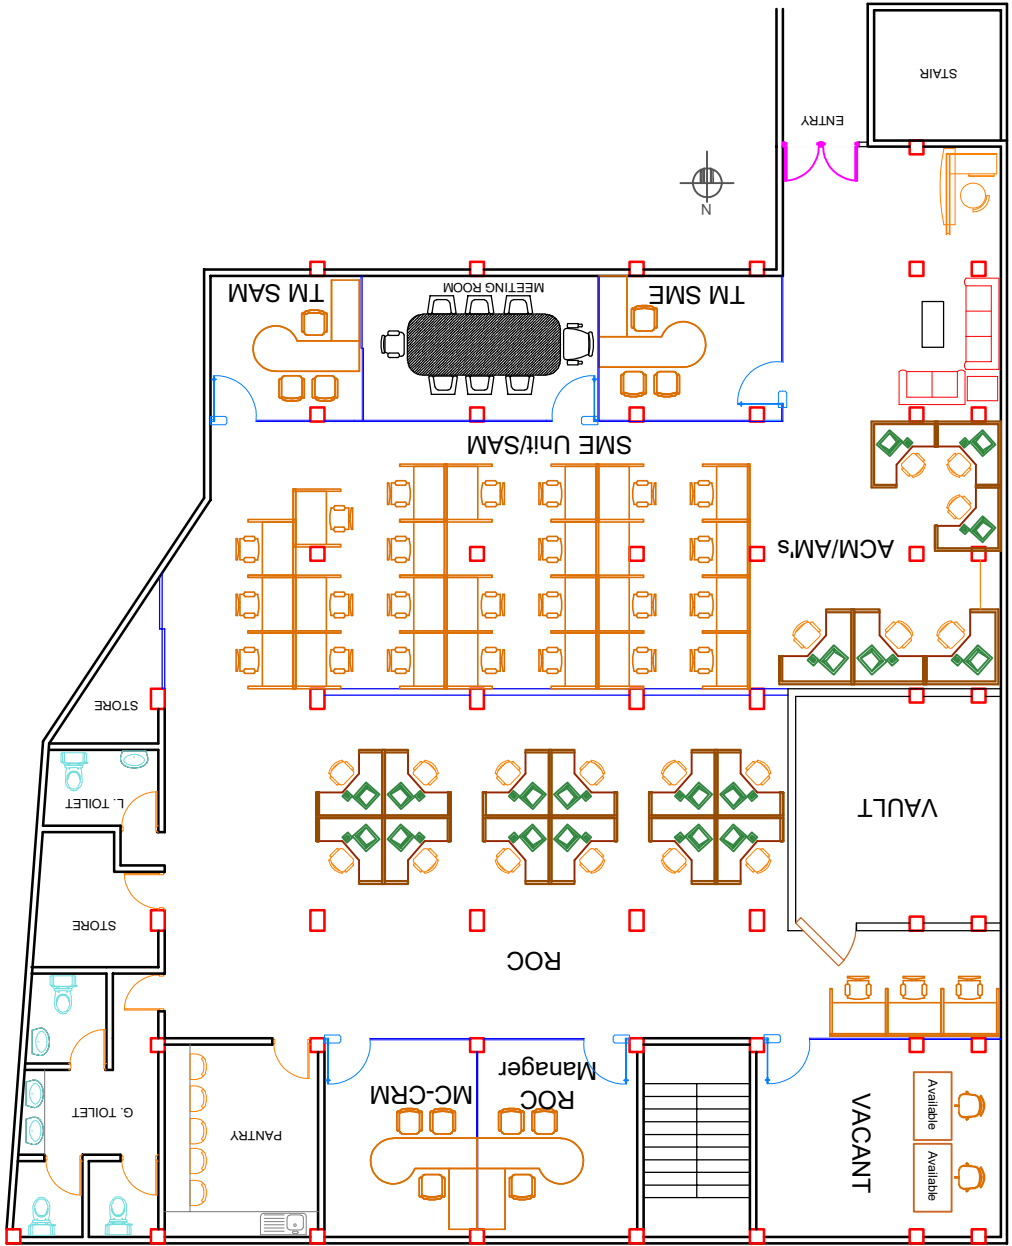 STAIR
ENTRY
N
TM SAM
MEETING ROOM
TM SME
SME Unit/SAM
ACM/AM's
STORE
L. TOILET
VAULT
STORE
ROC
ROC
Manager
MC-CRM
G. TOILET
PANTRY
VACANT
Available
Available